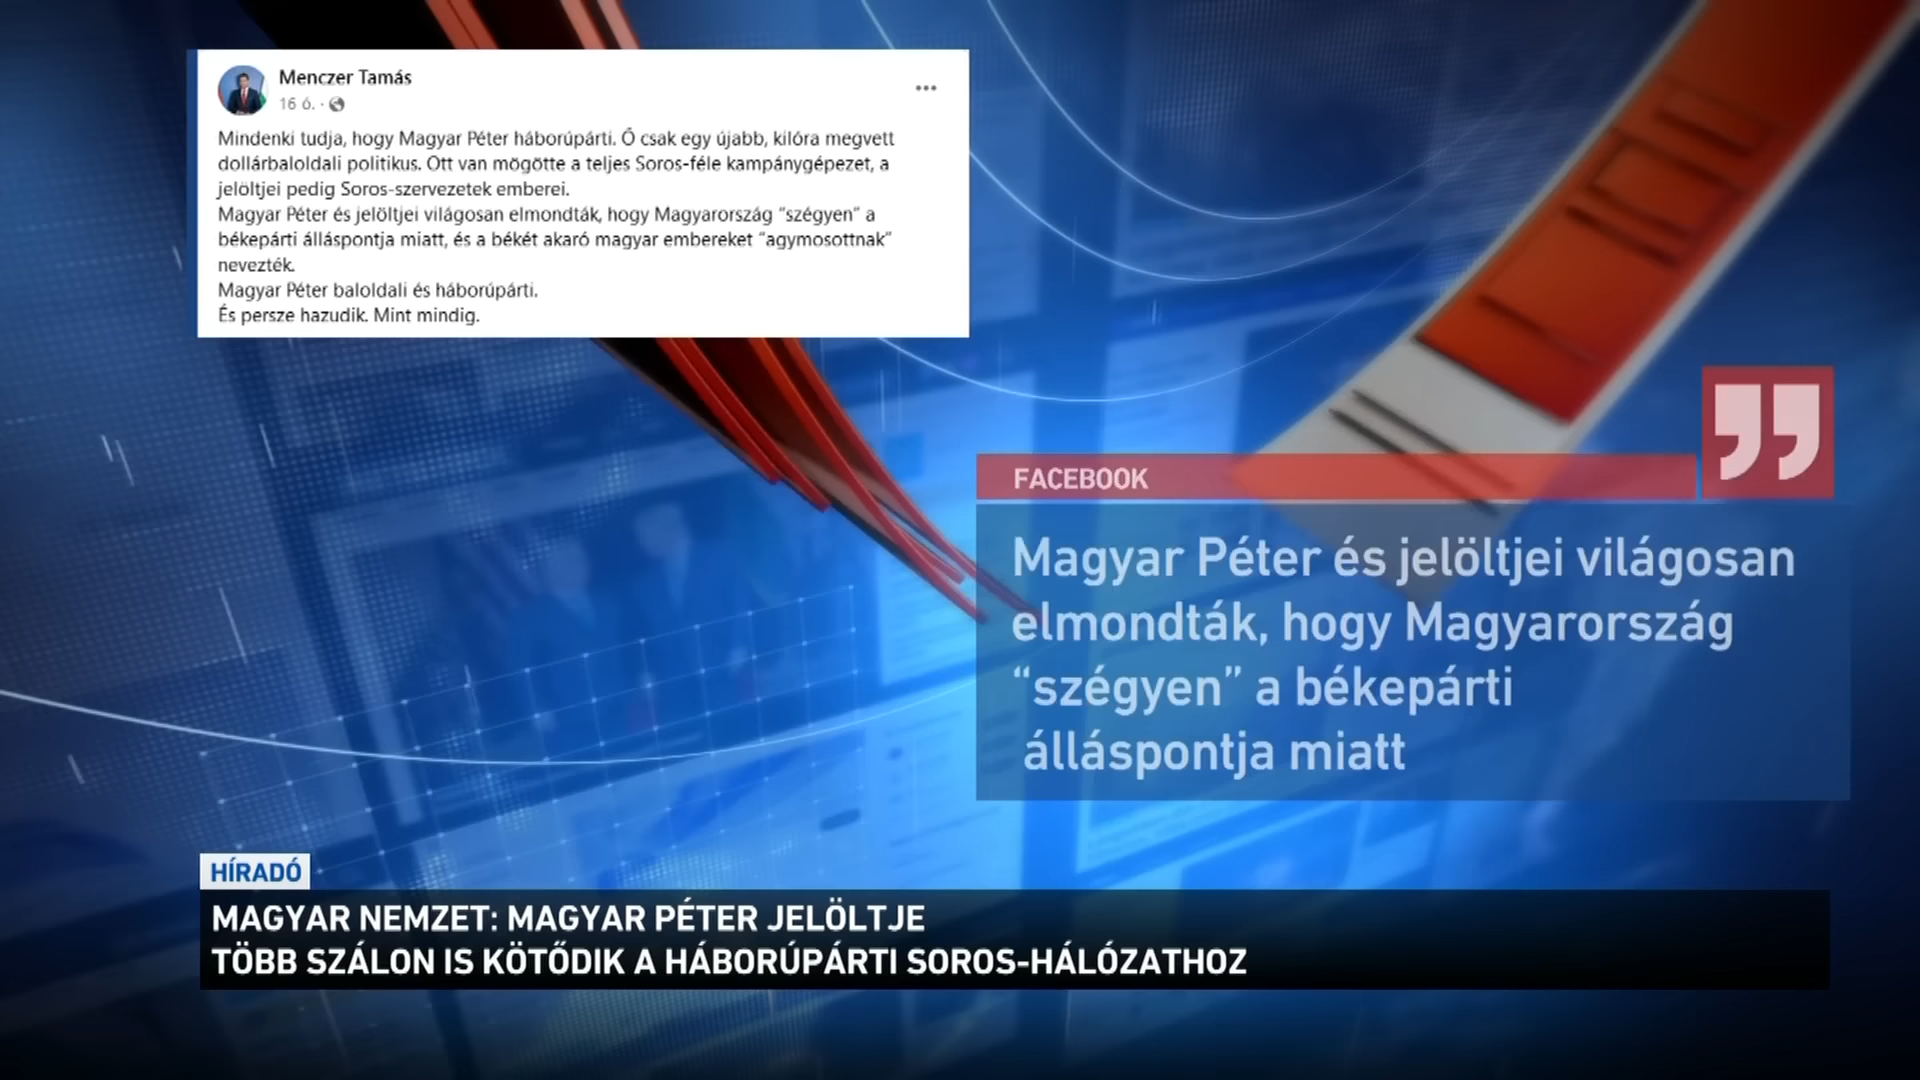 Menczer Tamás
16 ó. ·
Mindenki tudja, hogy Magyar Péter háborúpárti. Ő csak egy újabb, kilóra megvett
dollárbaloldali politikus. Ott van mögötte a teljes Soros-féle kampánygépezet, a
jelöltjei pedig Soros-szervezetek emberei.
Magyar Péter és jelöltjei világosan elmondták, hogy Magyarország “szégyen” a
békepárti álláspontja miatt, és a békét akaró magyar embereket “agymosottnak”
nevezték.
Magyar Péter baloldali és háborúpárti.
És persze hazudik. Mint mindig.
FACEBOOK
Magyar Péter és jelöltjei világosan
elmondták, hogy Magyarország
“szégyen” a békepárti
álláspontja miatt
HÍRADÓ
MAGYAR NEMZET: MAGYAR PÉTER JELÖLTJE
TÖBB SZÁLON IS KÖTŐDIK A HÁBORÚPÁRTI SOROS-HÁLÓZATHOZ